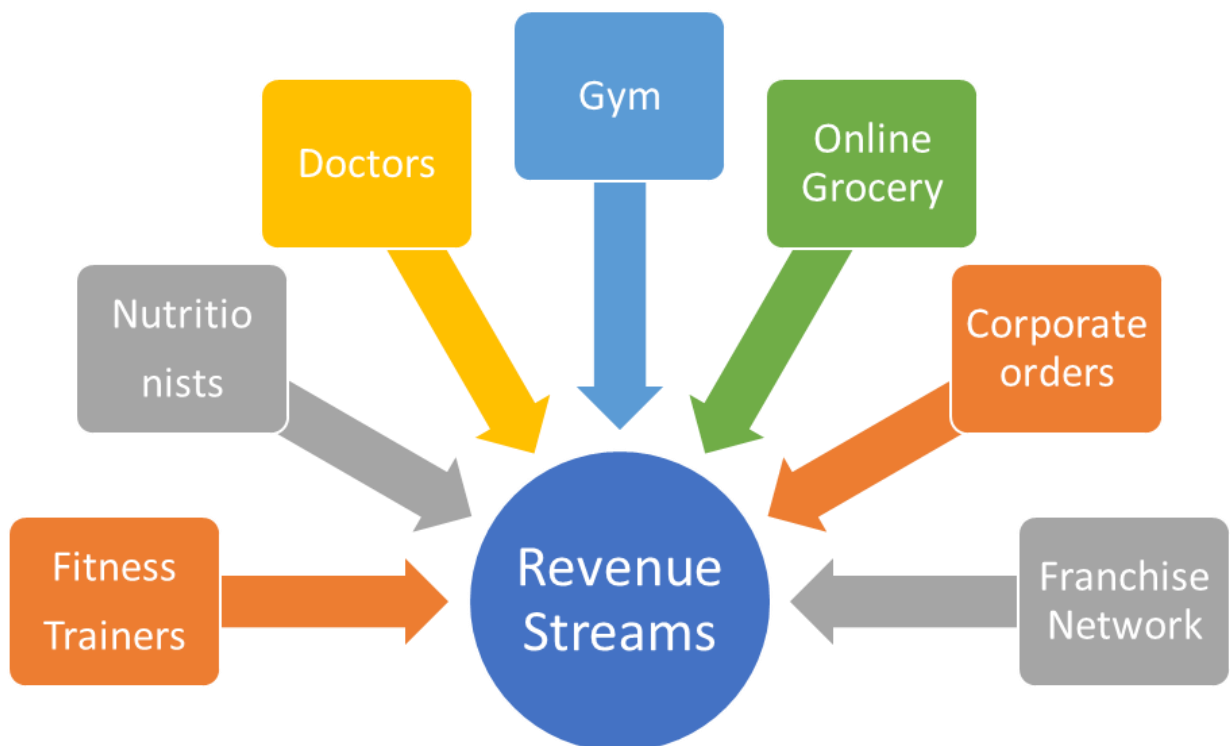 Gym
Doctors
Online
Grocery
Nutritio
nists
Corporate
orders
Fitness
Trainers
Revenue
Streams
Franchise
Network